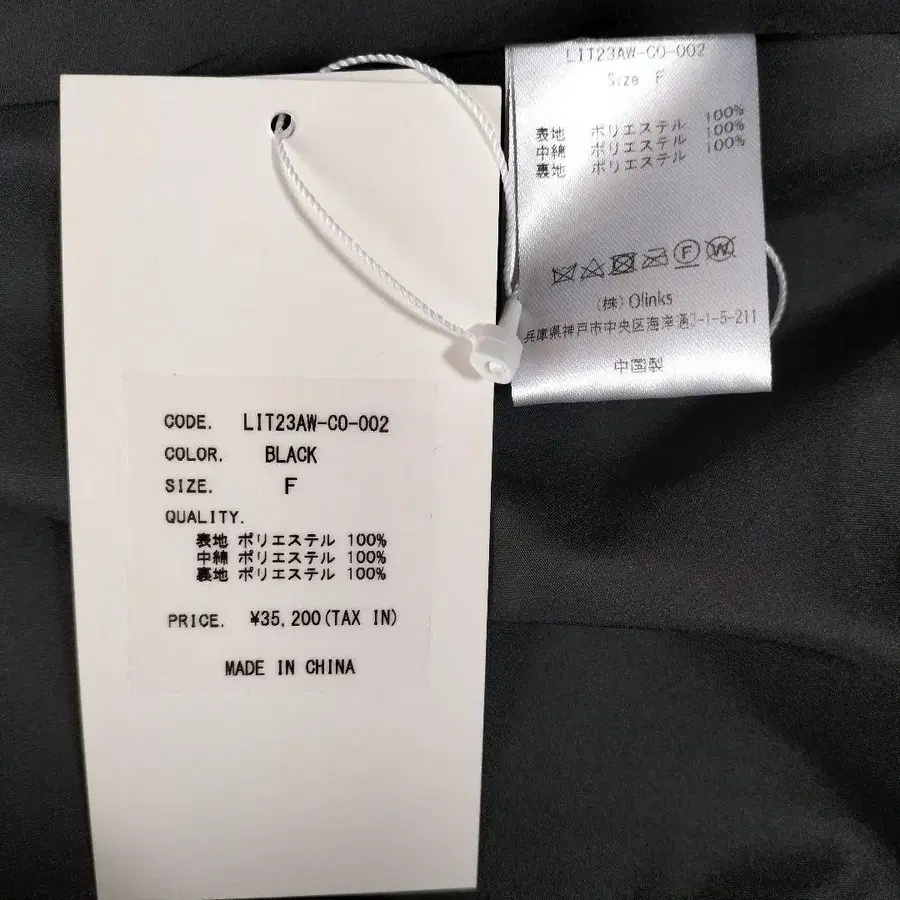 CODE. LIT23AW-CO-002
COLOR. BLACK
SIZE. F
QUALITY.
表地 ポリエステル 100%
中綿 ポリエステル 100%
裏地 ポリエステル 100%
PRICE. ¥35,200(TAX IN)
MADE IN CHINA
LIT23AW-CO-002
Size F
表地 ポリエステル 100%
中綿 ポリエステル 100%
裏地 ポリエステル 100%
F W
(株) Olinks
兵庫県神戸市中央区海岸通3-1-5-211
中国製